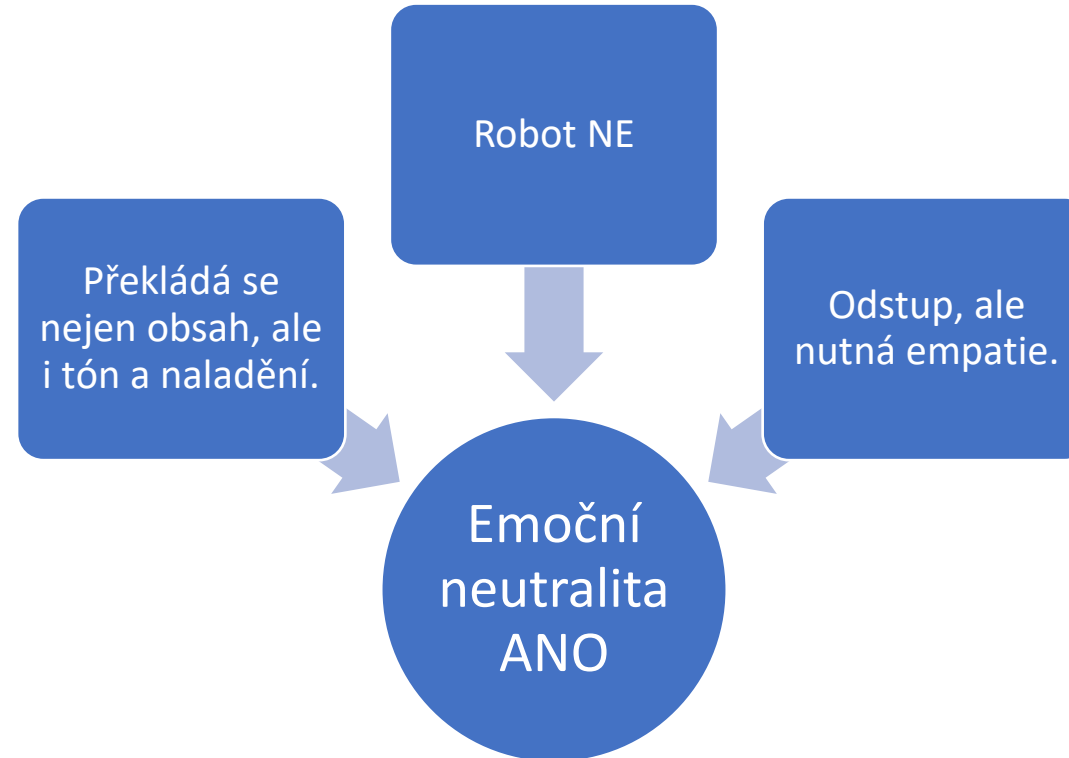 Robot NE
Překládá se
nejen obsah, ale
i tón a naladění.
Odstup, ale
nutná empatie.
Emoční
neutralita
ANO